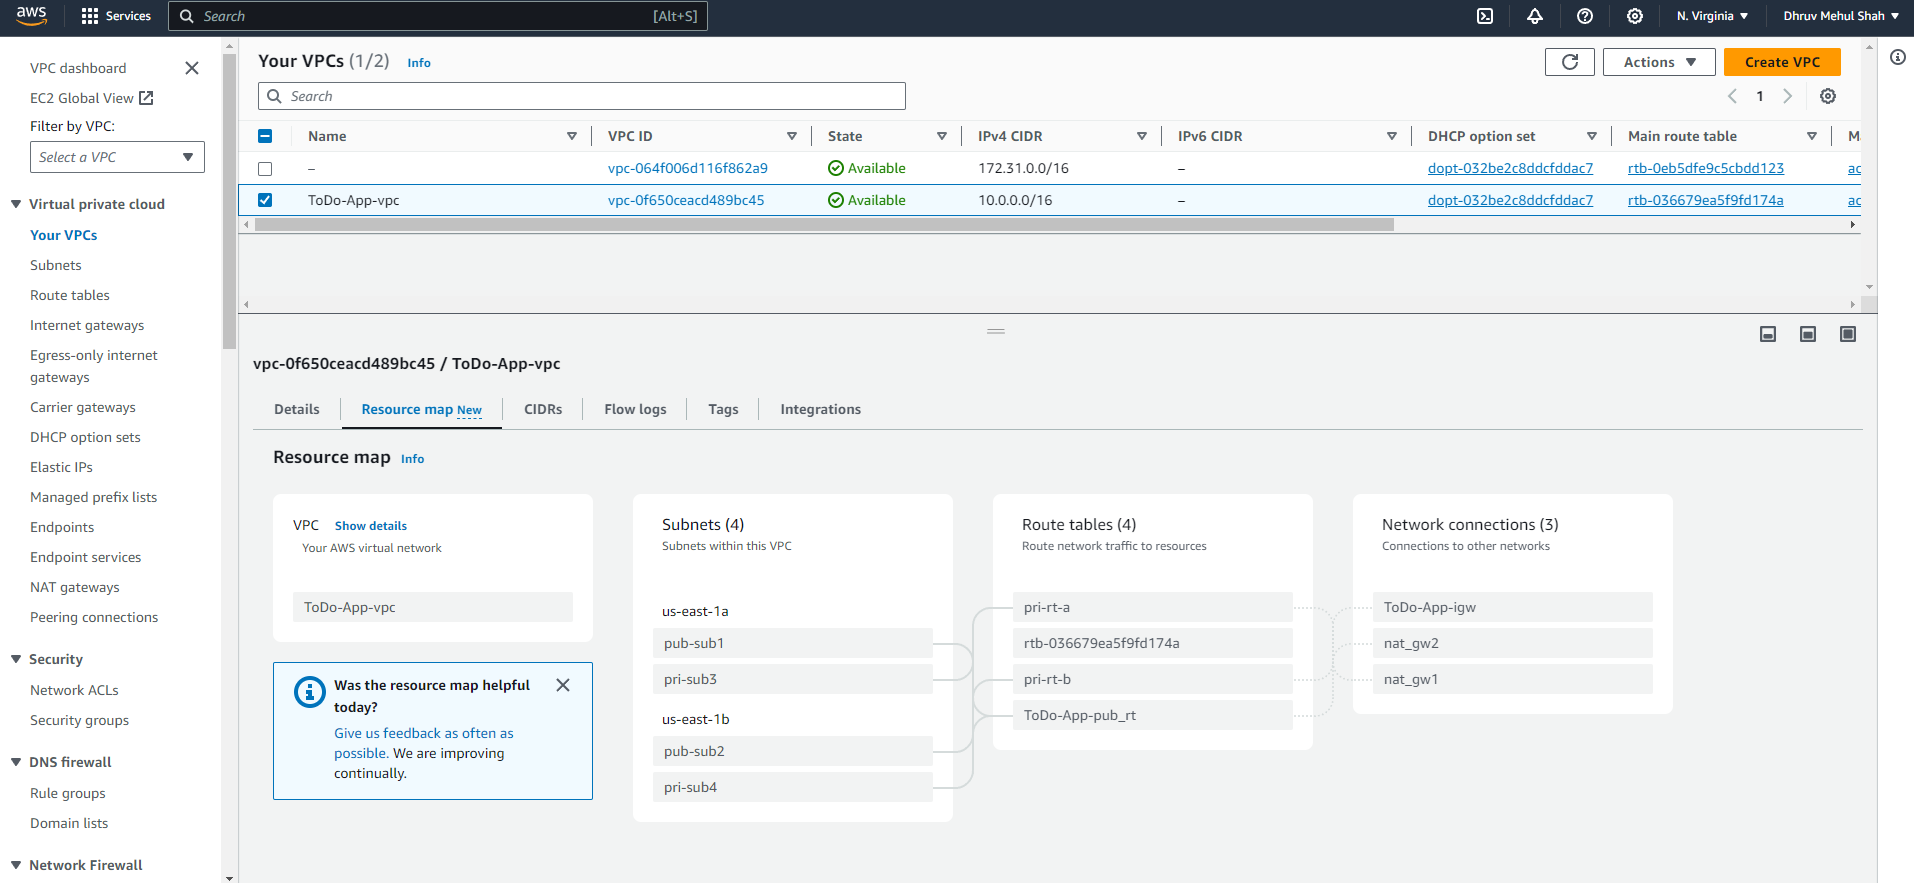 aws
Services
Search
[Alt+S]
N. Virginia
Dhruv Mehul Shah
VPC dashboard
EC2 Global View
Filter by VPC:
Select a VPC
Virtual private cloud
Your VPCs
Subnets
Route tables
Internet gateways
Egress-only internet
gateways
Carrier gateways
DHCP option sets
Elastic IPs
Managed prefix lists
Endpoints
Endpoint services
NAT gateways
Peering connections
Security
Network ACLs
Security groups
DNS firewall
Rule groups
Domain lists
Network Firewall
Your VPCs (1/2) Info
Actions
Create VPC
Search
1
Name VPC ID State IPv4 CIDR IPv6 CIDR DHCP option set Main route table M
– vpc-064f006d116f862a9 Available 172.31.0.0/16 – dopt-032be2c8ddcfddac7 rtb-0eb5dfe9c5cbdd123 ac
ToDo-App-vpc vpc-0f650ceacd489bc45 Available 10.0.0.0/16 – dopt-032be2c8ddcfddac7 rtb-036679ea5f9fd174a ac
vpc-0f650ceacd489bc45 / ToDo-App-vpc
Details Resource map New CIDRs Flow logs Tags Integrations
Resource map Info
VPC Show details
Your AWS virtual network
ToDo-App-vpc
Was the resource map helpful
today?
Give us feedback as often as
possible. We are improving
continually.
Subnets (4)
Subnets within this VPC
us-east-1a
pub-sub1
pri-sub3
us-east-1b
pub-sub2
pri-sub4
Route tables (4)
Route network traffic to resources
pri-rt-a
rtb-036679ea5f9fd174a
pri-rt-b
ToDo-App-pub_rt
Network connections (3)
Connections to other networks
ToDo-App-igw
nat_gw2
nat_gw1